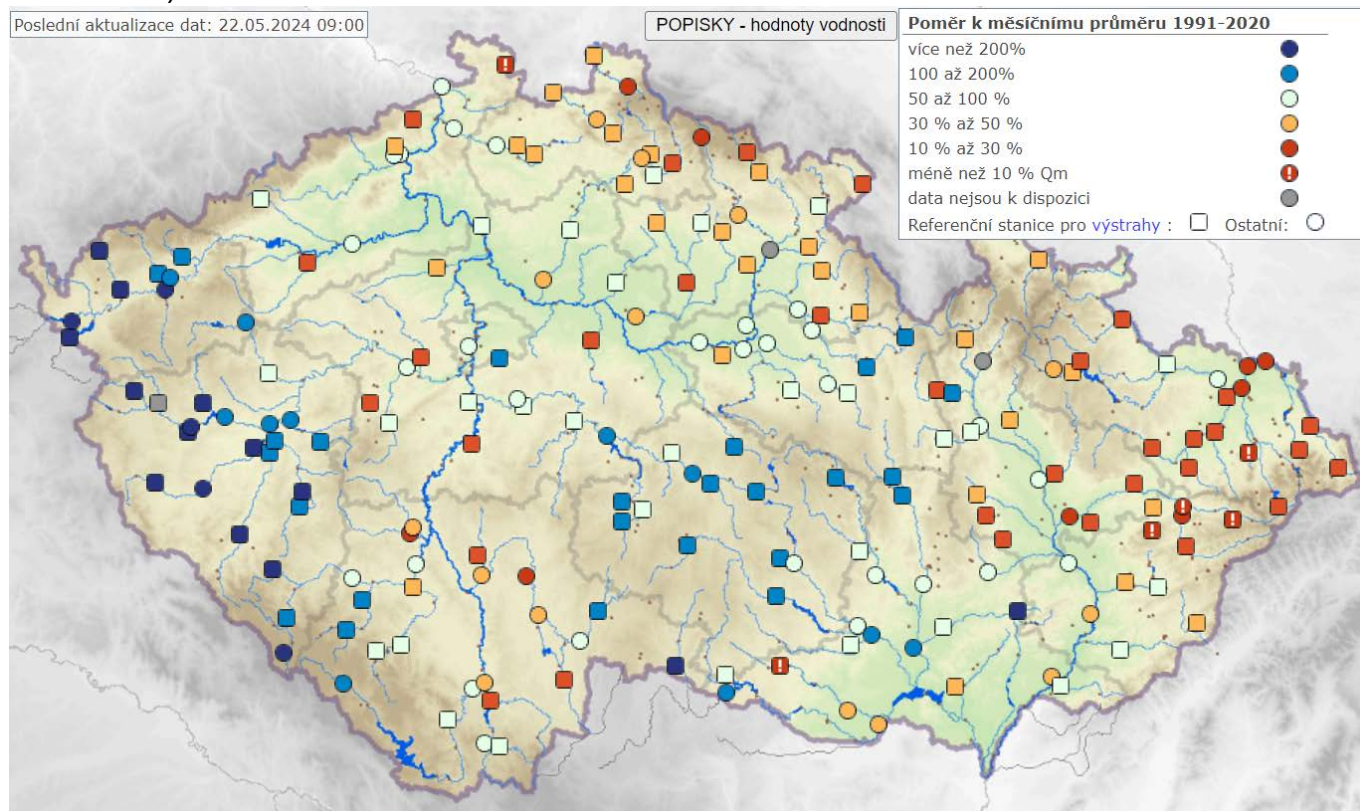 Poslední aktualizace dat: 22.05.2024 09:00
POPISKY - hodnoty vodnosti
Poměr k měsíčnímu průměru 1991-2020
více než 200%
100 až 200%
50 až 100 %
30 % až 50 %
10 % až 30 %
méně než 10 % Qm
data nejsou k dispozici
Referenční stanice pro výstrahy : Ostatní: